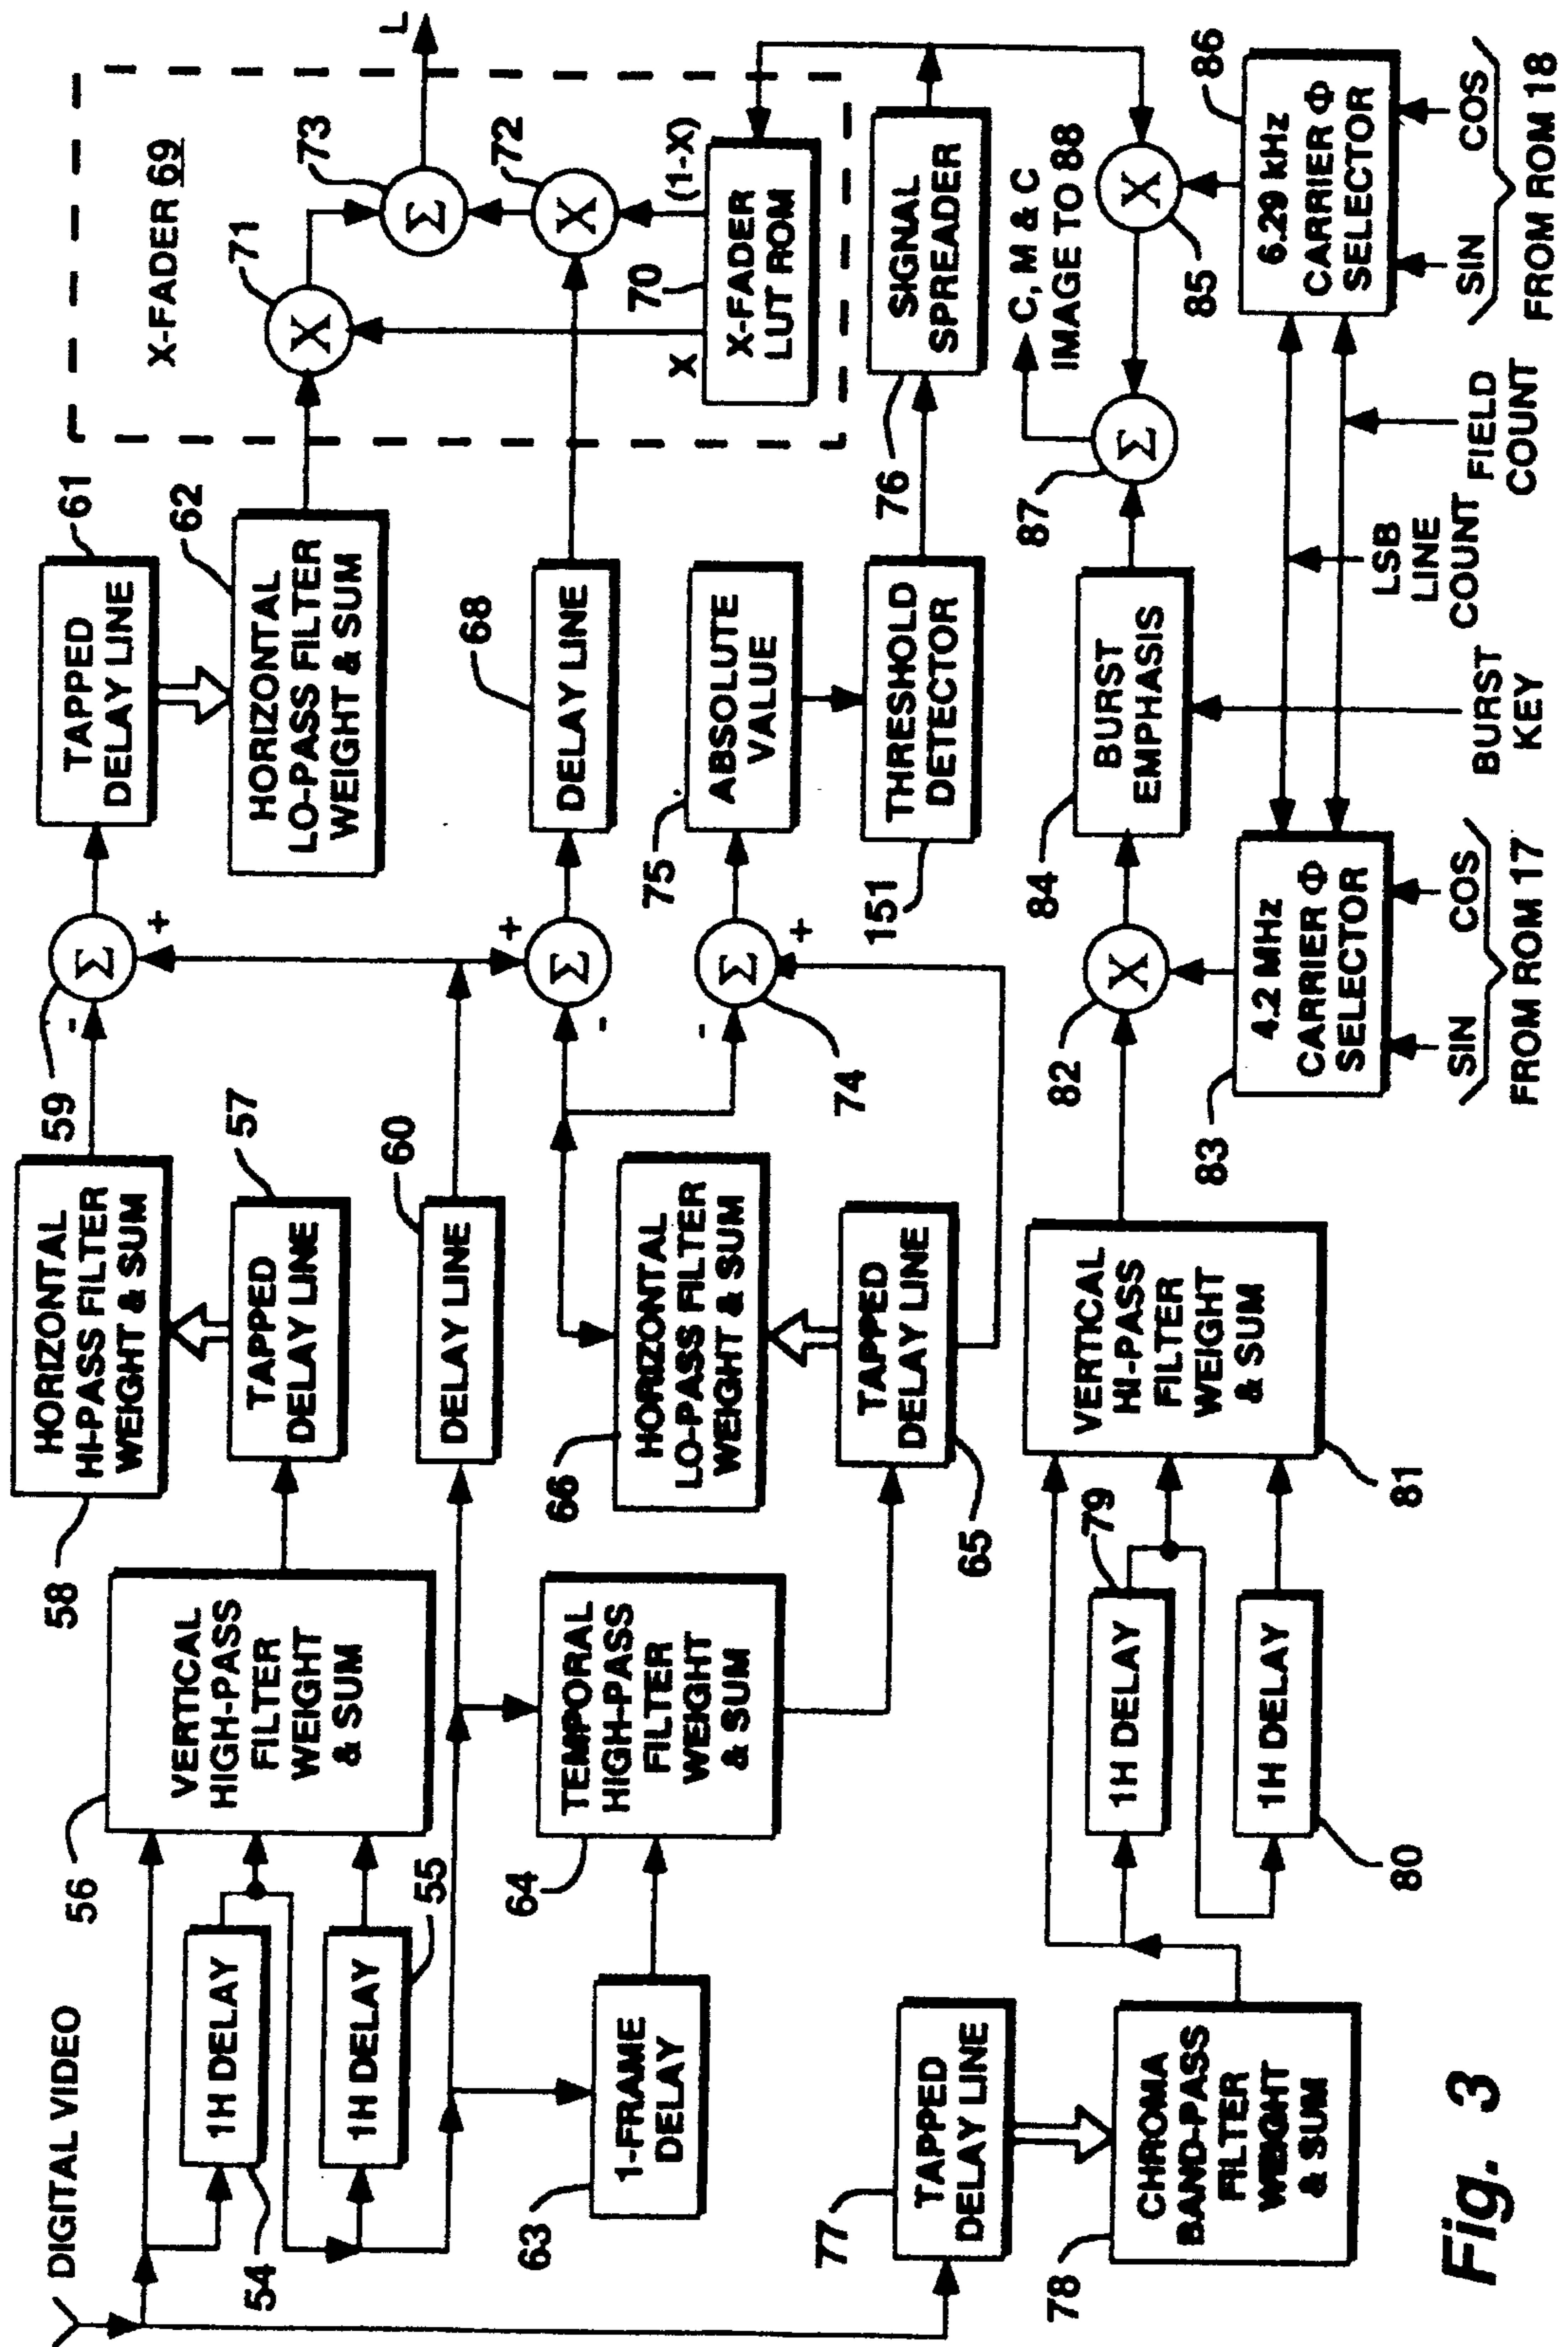 DIGITAL VIDEO
54
1H DELAY
1H DELAY
55
56
VERTICAL
HIGH-PASS
FILTER
WEIGHT
& SUM
57
TAPPED
DELAY LINE
58
HORIZONTAL
HI-PASS FILTER
WEIGHT & SUM
59
Σ
-
+
60
DELAY LINE
61
TAPPED
DELAY LINE
62
HORIZONTAL
LO-PASS FILTER
WEIGHT & SUM
63
1-FRAME
DELAY
64
TEMPORAL
HIGH-PASS
FILTER
WEIGHT
& SUM
65
TAPPED
DELAY LINE
66
HORIZONTAL
LO-PASS FILTER
WEIGHT & SUM
Σ
+
-
68
DELAY LINE
X-FADER 69
71
X
73
Σ
L
72
X
70
X
(1-X)
X-FADER
LUT ROM
74
Σ
-
+
75
ABSOLUTE
VALUE
151
THRESHOLD
DETECTOR
76
SIGNAL
SPREADER
77
TAPPED
DELAY LINE
78
CHROMA
BAND-PASS
FILTER
WEIGHT
& SUM
79
1H DELAY
1H DELAY
80
81
VERTICAL
HI-PASS
FILTER
WEIGHT
& SUM
82
X
83
4.2 MHz
CARRIER Φ
SELECTOR
SIN COS
FROM ROM 17
84
BURST
EMPHASIS
BURST
KEY
87
Σ
C, M & C
IMAGE TO 88
85
X
86
6.29 kHz
CARRIER Φ
SELECTOR
SIN COS
FROM ROM 18
LSB
LINE
COUNT
FIELD
COUNT
Fig. 3